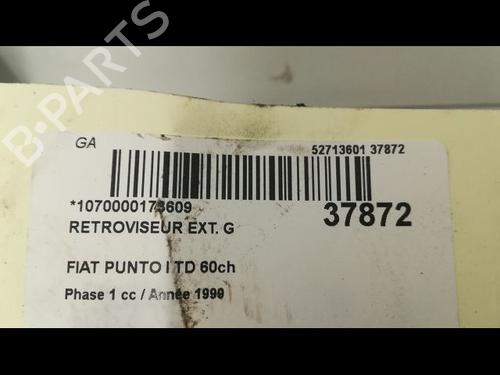 GA
52713601 37872
*1070000173609
37872
RETROVISEUR EXT. G
FIAT PUNTO I TD 60ch
Phase 1 cc / Année 1999
B-PARTS